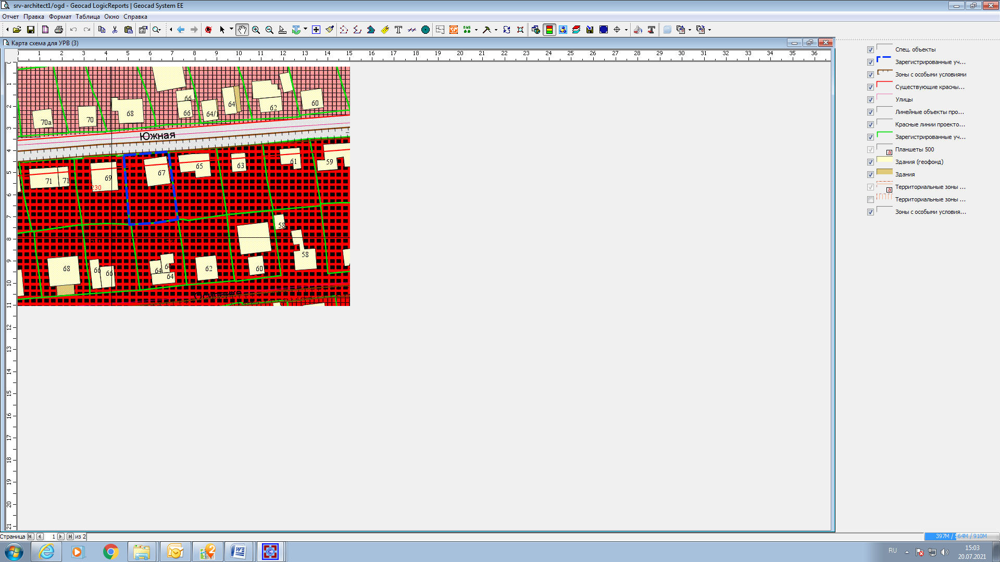 srv-architect1/ogd - Geocad LogicReports | Geocad System EE
Отчет Правка Формат Таблица Окно Справка
Карта схема для УРВ (3)
0 1 2 3 4 5 6 7 8 9 10 11 12 13 14 15 16 17 18 19 20 21 22 23 24 25 26 27 28 29 30 31 32 33 34 35 36
0 1 2 3 4 5 6 7 8 9 10 11 12 13 14 15 16 17 18 19 20 21
70а 70 68 66 66 64/1 64 62 60
Южная
71 71 69 67 65 63 61 59
230
58
68 66 66 64 64 64 62 60 58
Спец. объекты
Зарегистрированные уч...
Зоны с особыми условиями
Существующие красны...
Улицы
Линейные объекты про...
Красные линии проекто...
Зарегистрированные уч...
Планшеты 500
Здания (геофонд)
Здания
Территориальные зоны ...
Территориальные зоны ...
Зоны с особыми условия...
Страница 1 из 2
397M / 564M / 910M
RU
15:03
20.07.2021